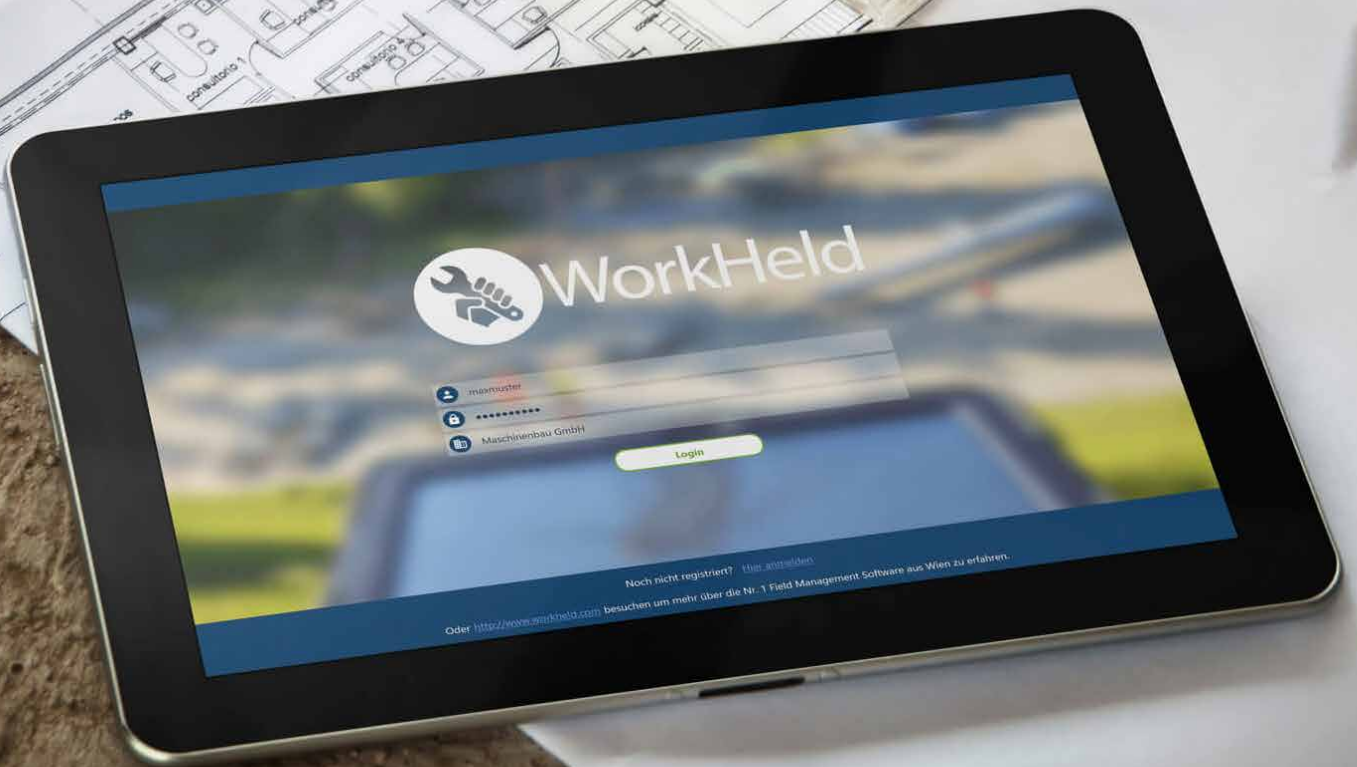 consultorio 1
consultorio 4
WorkHeld
maxmuster
••••••••••
Maschinenbau GmbH
Login
Noch nicht registriert? Hier anmelden
Oder http://www.workheld.com besuchen um mehr über die Nr. 1 Field Management Software aus Wien zu erfahren.